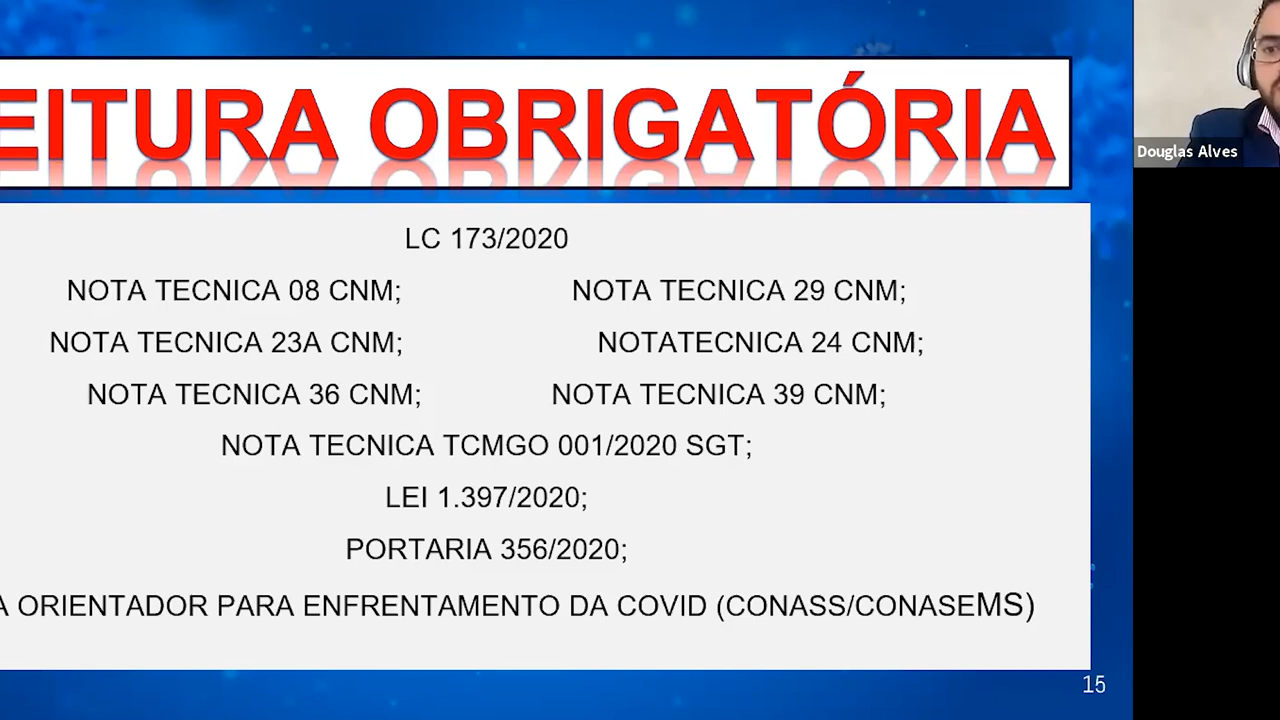 EITURA OBRIGATÓRIA
LC 173/2020
NOTA TECNICA 08 CNM; NOTA TECNICA 29 CNM;
NOTA TECNICA 23A CNM; NOTATECNICA 24 CNM;
NOTA TECNICA 36 CNM; NOTA TECNICA 39 CNM;
NOTA TECNICA TCMGO 001/2020 SGT;
LEI 1.397/2020;
PORTARIA 356/2020;
A ORIENTADOR PARA ENFRENTAMENTO DA COVID (CONASS/CONASEMS)
15
Douglas Alves